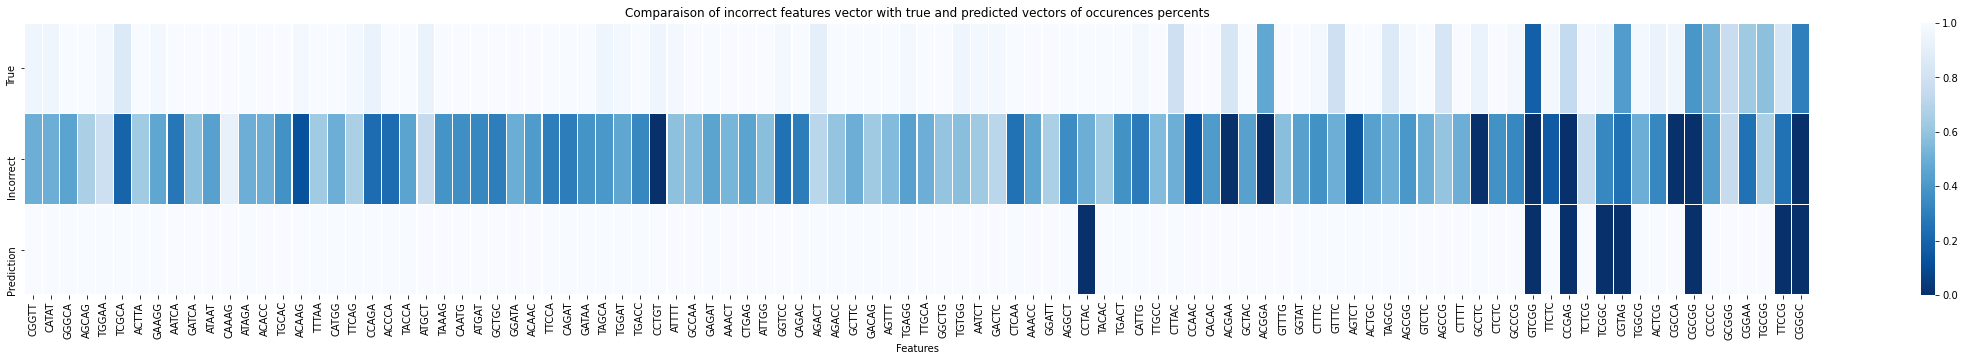 Comparaison of incorrect features vector with true and predicted vectors of occurences percents
True
Incorrect
Prediction
CGGTT CATAT GGGCA AGCAG TGGAA TCGCA ACTTA GAAGG AATCA GATCA ATAAT CAAAG ATAGA ACACC TGCAC ACAAG TTTAA CATGG TTCAG CCAGA ACCCA TACCA ATGCT TAAAG CAATG ATGAT GCTGC GGATA ACAAC TTCCA CAGAT GATAA TAGCA TGGAT TGACC CCTGT ATTTT GCCAA GAGAT AAACT CTGAG ATTGG GGTCC CAGAC AGACT AGACC GCTTC GACAG AGTTT TGAGG TTGCA GGCTG TGTGG AATCT GACTC CTCAA AAACC GGATT AGGCT CCTAC TACAC TGACT CATTG TTGCC CTTAC CCAAC CACAC ACGAA GCTAC ACGGA GTTTG GGTAT CTTTC GTTTC AGTCT ACTGC TAGCG AGCGG GTCTC AGCCG CTTTT GCCTC CTCTC GCCCG GTCGG TTCTC CCGAG TCTCG TCGGC CGTAG TGGCG ACTCG CGCCA CGCGG CCCCC GCGGG CGGAA TGCGG TTCCG CGGGC
Features
1.0
0.8
0.6
0.4
0.2
0.0